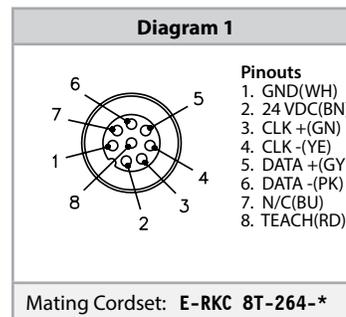 Diagram 1
6
5
7
1
4
8
3
2
Pinouts
1. GND(WH)
2. 24 VDC(BN
3. CLK +(GN)
4. CLK -(YE)
5. DATA +(GY
6. DATA -(PK)
7. N/C(BU)
8. TEACH(RD)
Mating Cordset: E-RKC 8T-264-*